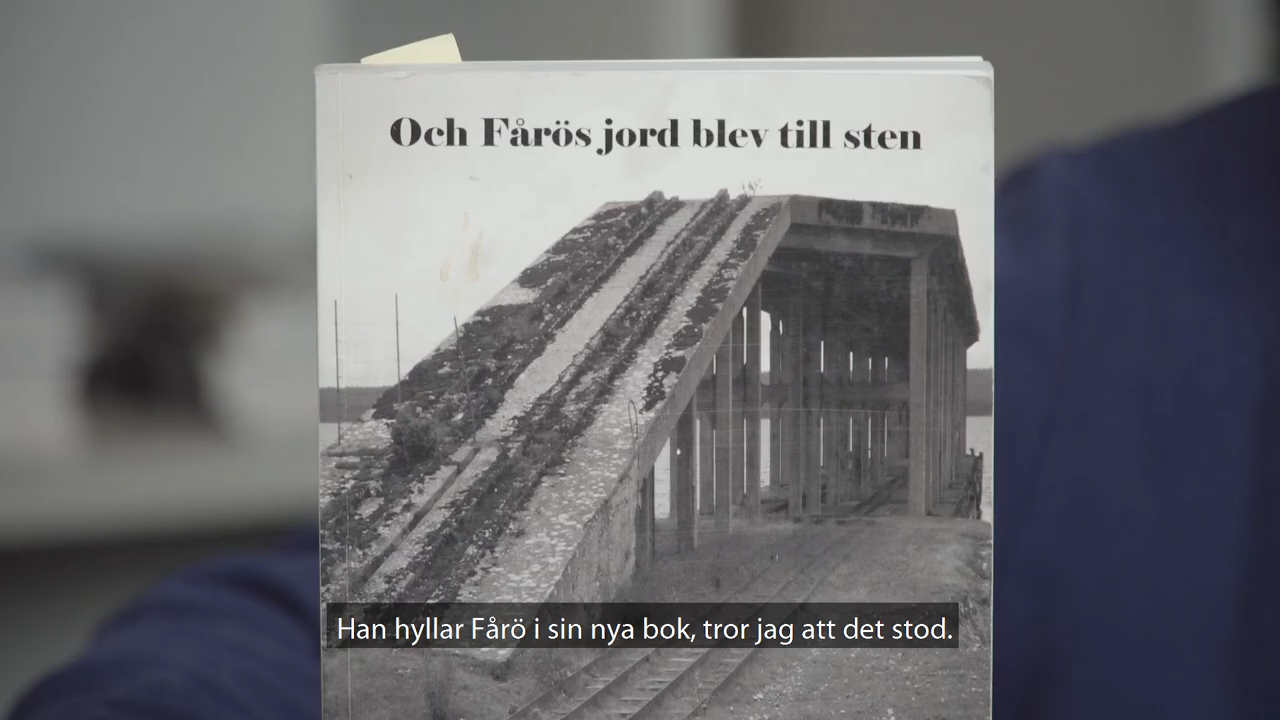 Och Fårös jord blev till sten
Han hyllar Fårö i sin nya bok, tror jag att det stod.